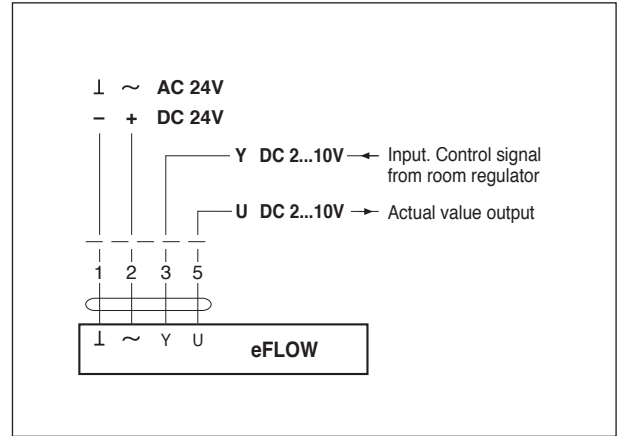 ⊥ ~ AC 24V
– + DC 24V
Y DC 2...10V Input. Control signal
from room regulator
U DC 2...10V Actual value output
1 2 3 5
⊥ ~ Y U
eFLOW